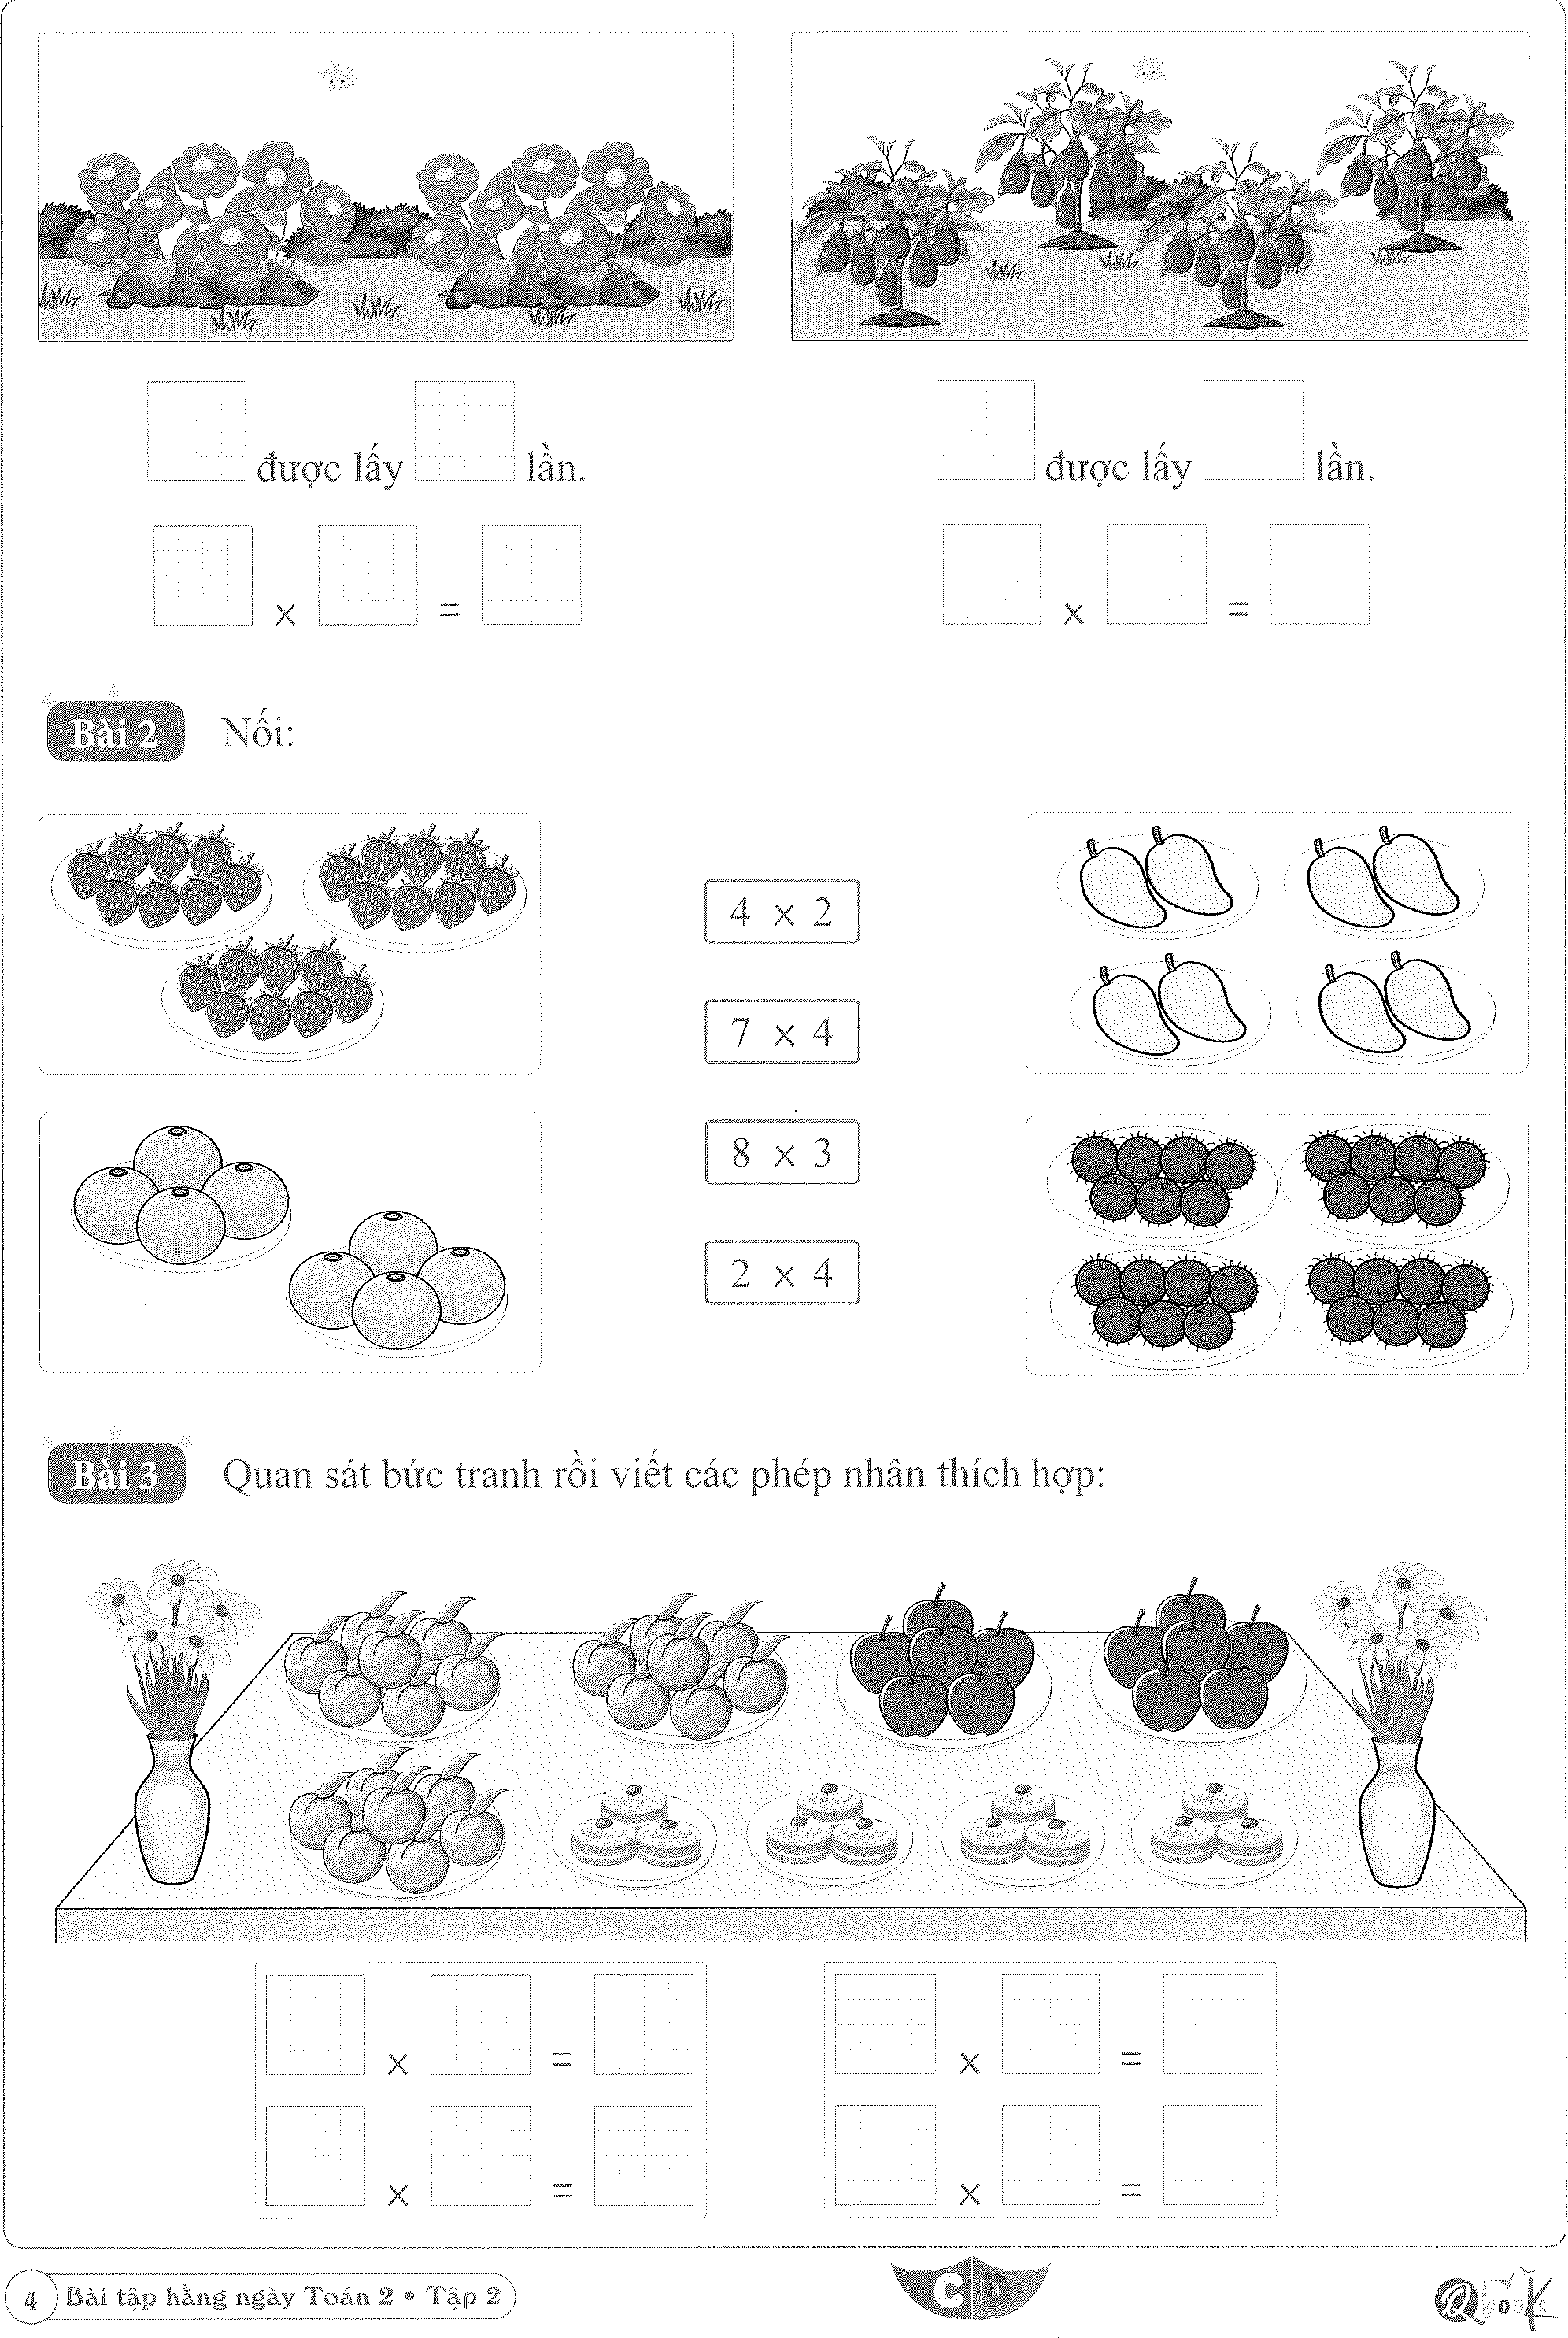 được lấy lần.
được lấy lần.
x =
x =
Bài 2 Nối:
4 x 2
7 x 4
8 x 3
2 x 4
Bài 3 Quan sát bức tranh rồi viết các phép nhân thích hợp:
x =
x =
x =
x =
4 Bài tập hằng ngày Toán 2 • Tập 2
C D
QbooK